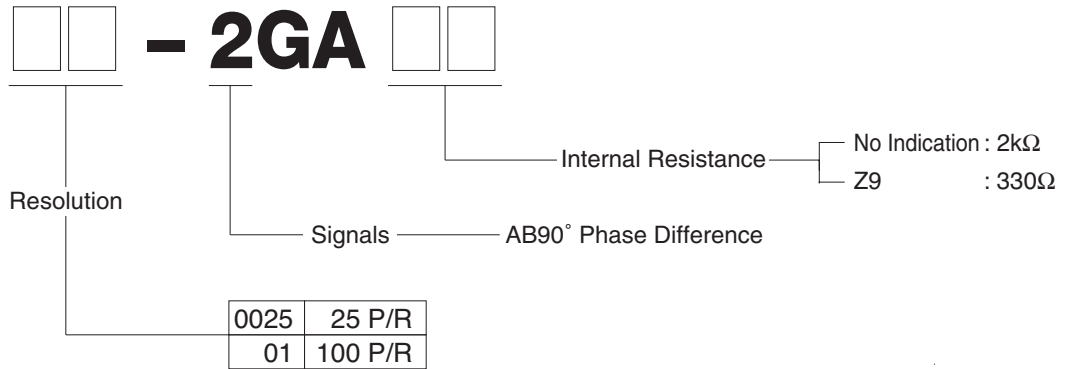 – 2GA
No Indication : 2kΩ
Internal Resistance
Z9 : 330Ω
Resolution
Signals AB90˚ Phase Difference
0025 25 P/R
01 100 P/R